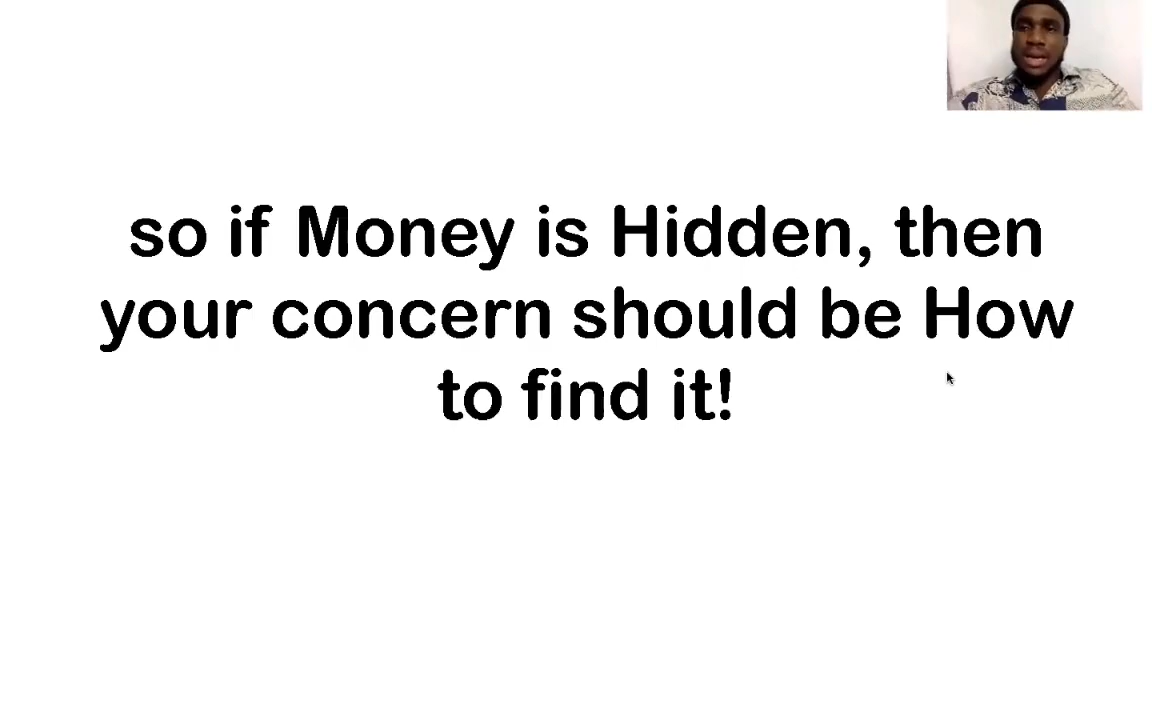 so if Money is Hidden, then
your concern should be How
to find it!